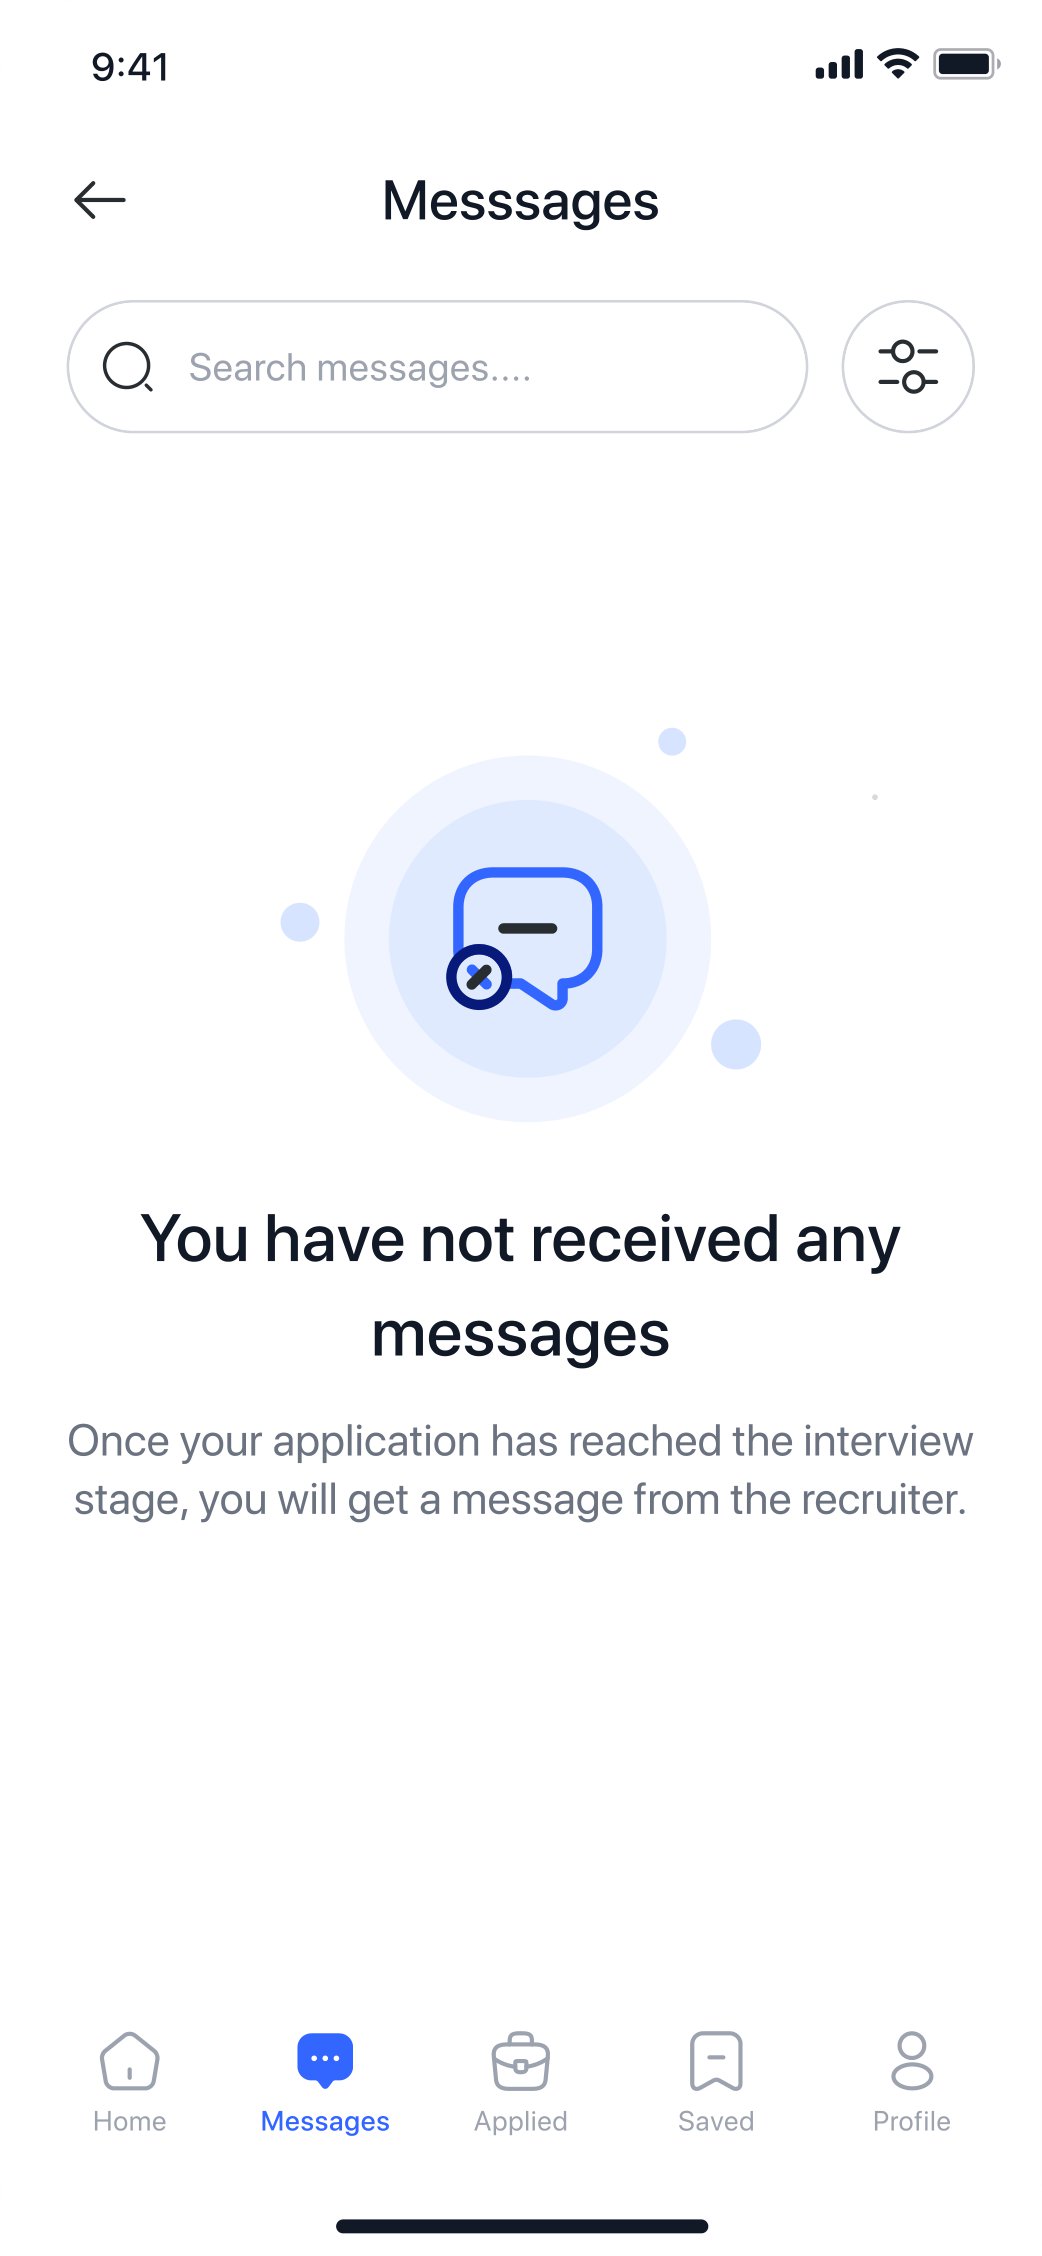 9:41
Messsages
Search messages....
You have not received any
messages
Once your application has reached the interview
stage, you will get a message from the recruiter.
Home
Messages
Applied
Saved
Profile